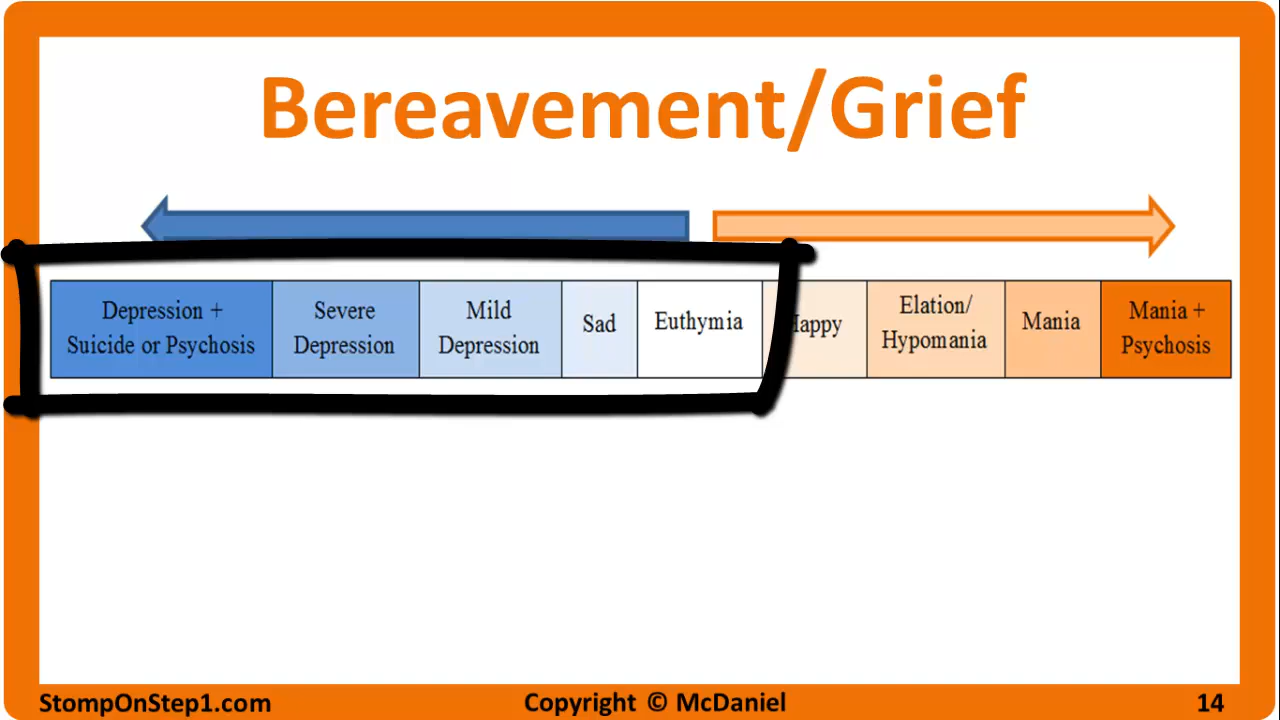 Bereavement/Grief
Depression +
Suicide or Psychosis
Severe
Depression
Mild
Depression
Sad
Euthymia
Happy
Elation/
Hypomania
Mania
Mania +
Psychosis
StompOnStep1.com
Copyright © McDaniel
14